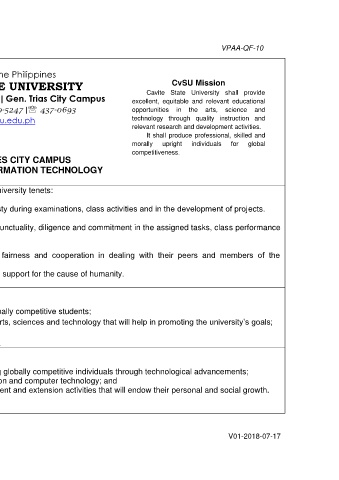 VPAA-QF-10
he Philippines
E UNIVERSITY
| Gen. Trias City Campus
-5247 |☏ 437-0693
u.edu.ph
CvSU Mission
Cavite State University shall provide
excellent, equitable and relevant educational
opportunities in the arts, science and
technology through quality instruction and
relevant research and development activities.
It shall produce professional, skilled and
morally upright individuals for global
competitiveness.
ES CITY CAMPUS
RMATION TECHNOLOGY
iversity tenets:
ty during examinations, class activities and in the development of projects.
unctuality, diligence and commitment in the assigned tasks, class performance
fairness and cooperation in dealing with their peers and members of the
support for the cause of humanity.
ally competitive students;
rts, sciences and technology that will help in promoting the university's goals;
g globally competitive individuals through technological advancements;
on and computer technology; and
ent and extension activities that will endow their personal and social growth.
V01-2018-07-17